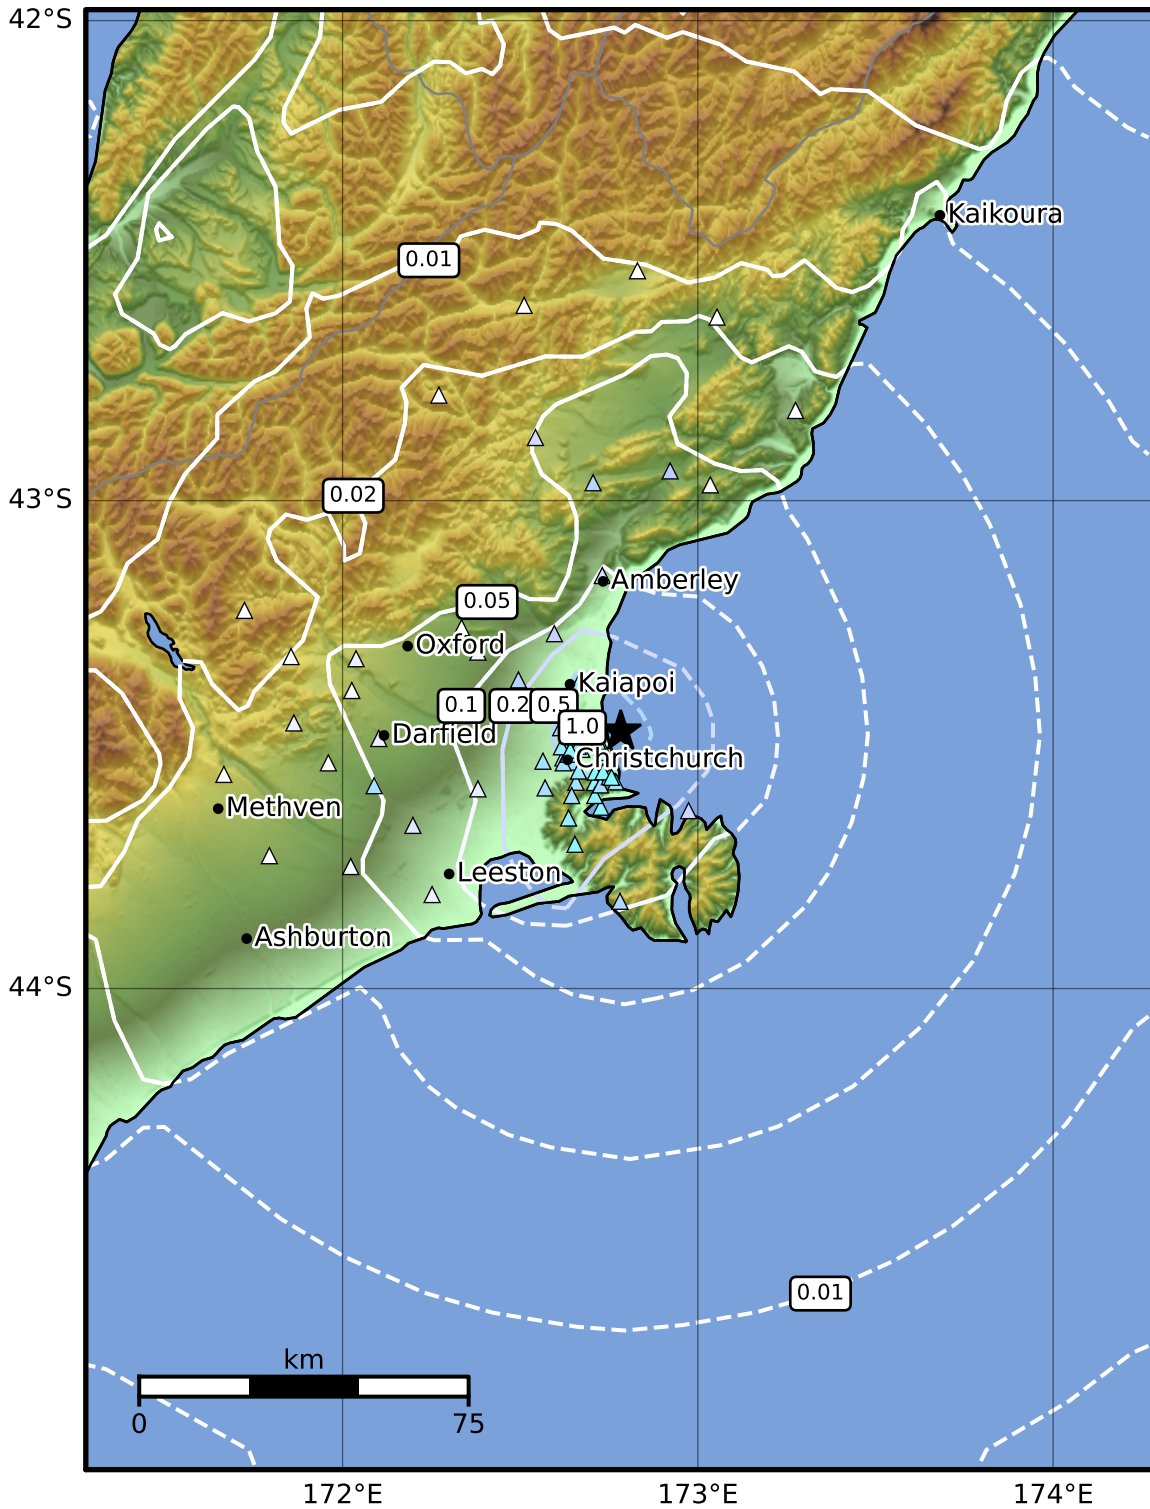 42°S
Kaikoura
0.01
43°S
0.02
Amberley
0.05
Oxford
Kaiapoi
0.1
0.2
0.5
1.0
Darfield
Christchurch
Methven
Leeston
Ashburton
44°S
0.01
km
0
75
172°E
173°E
174°E